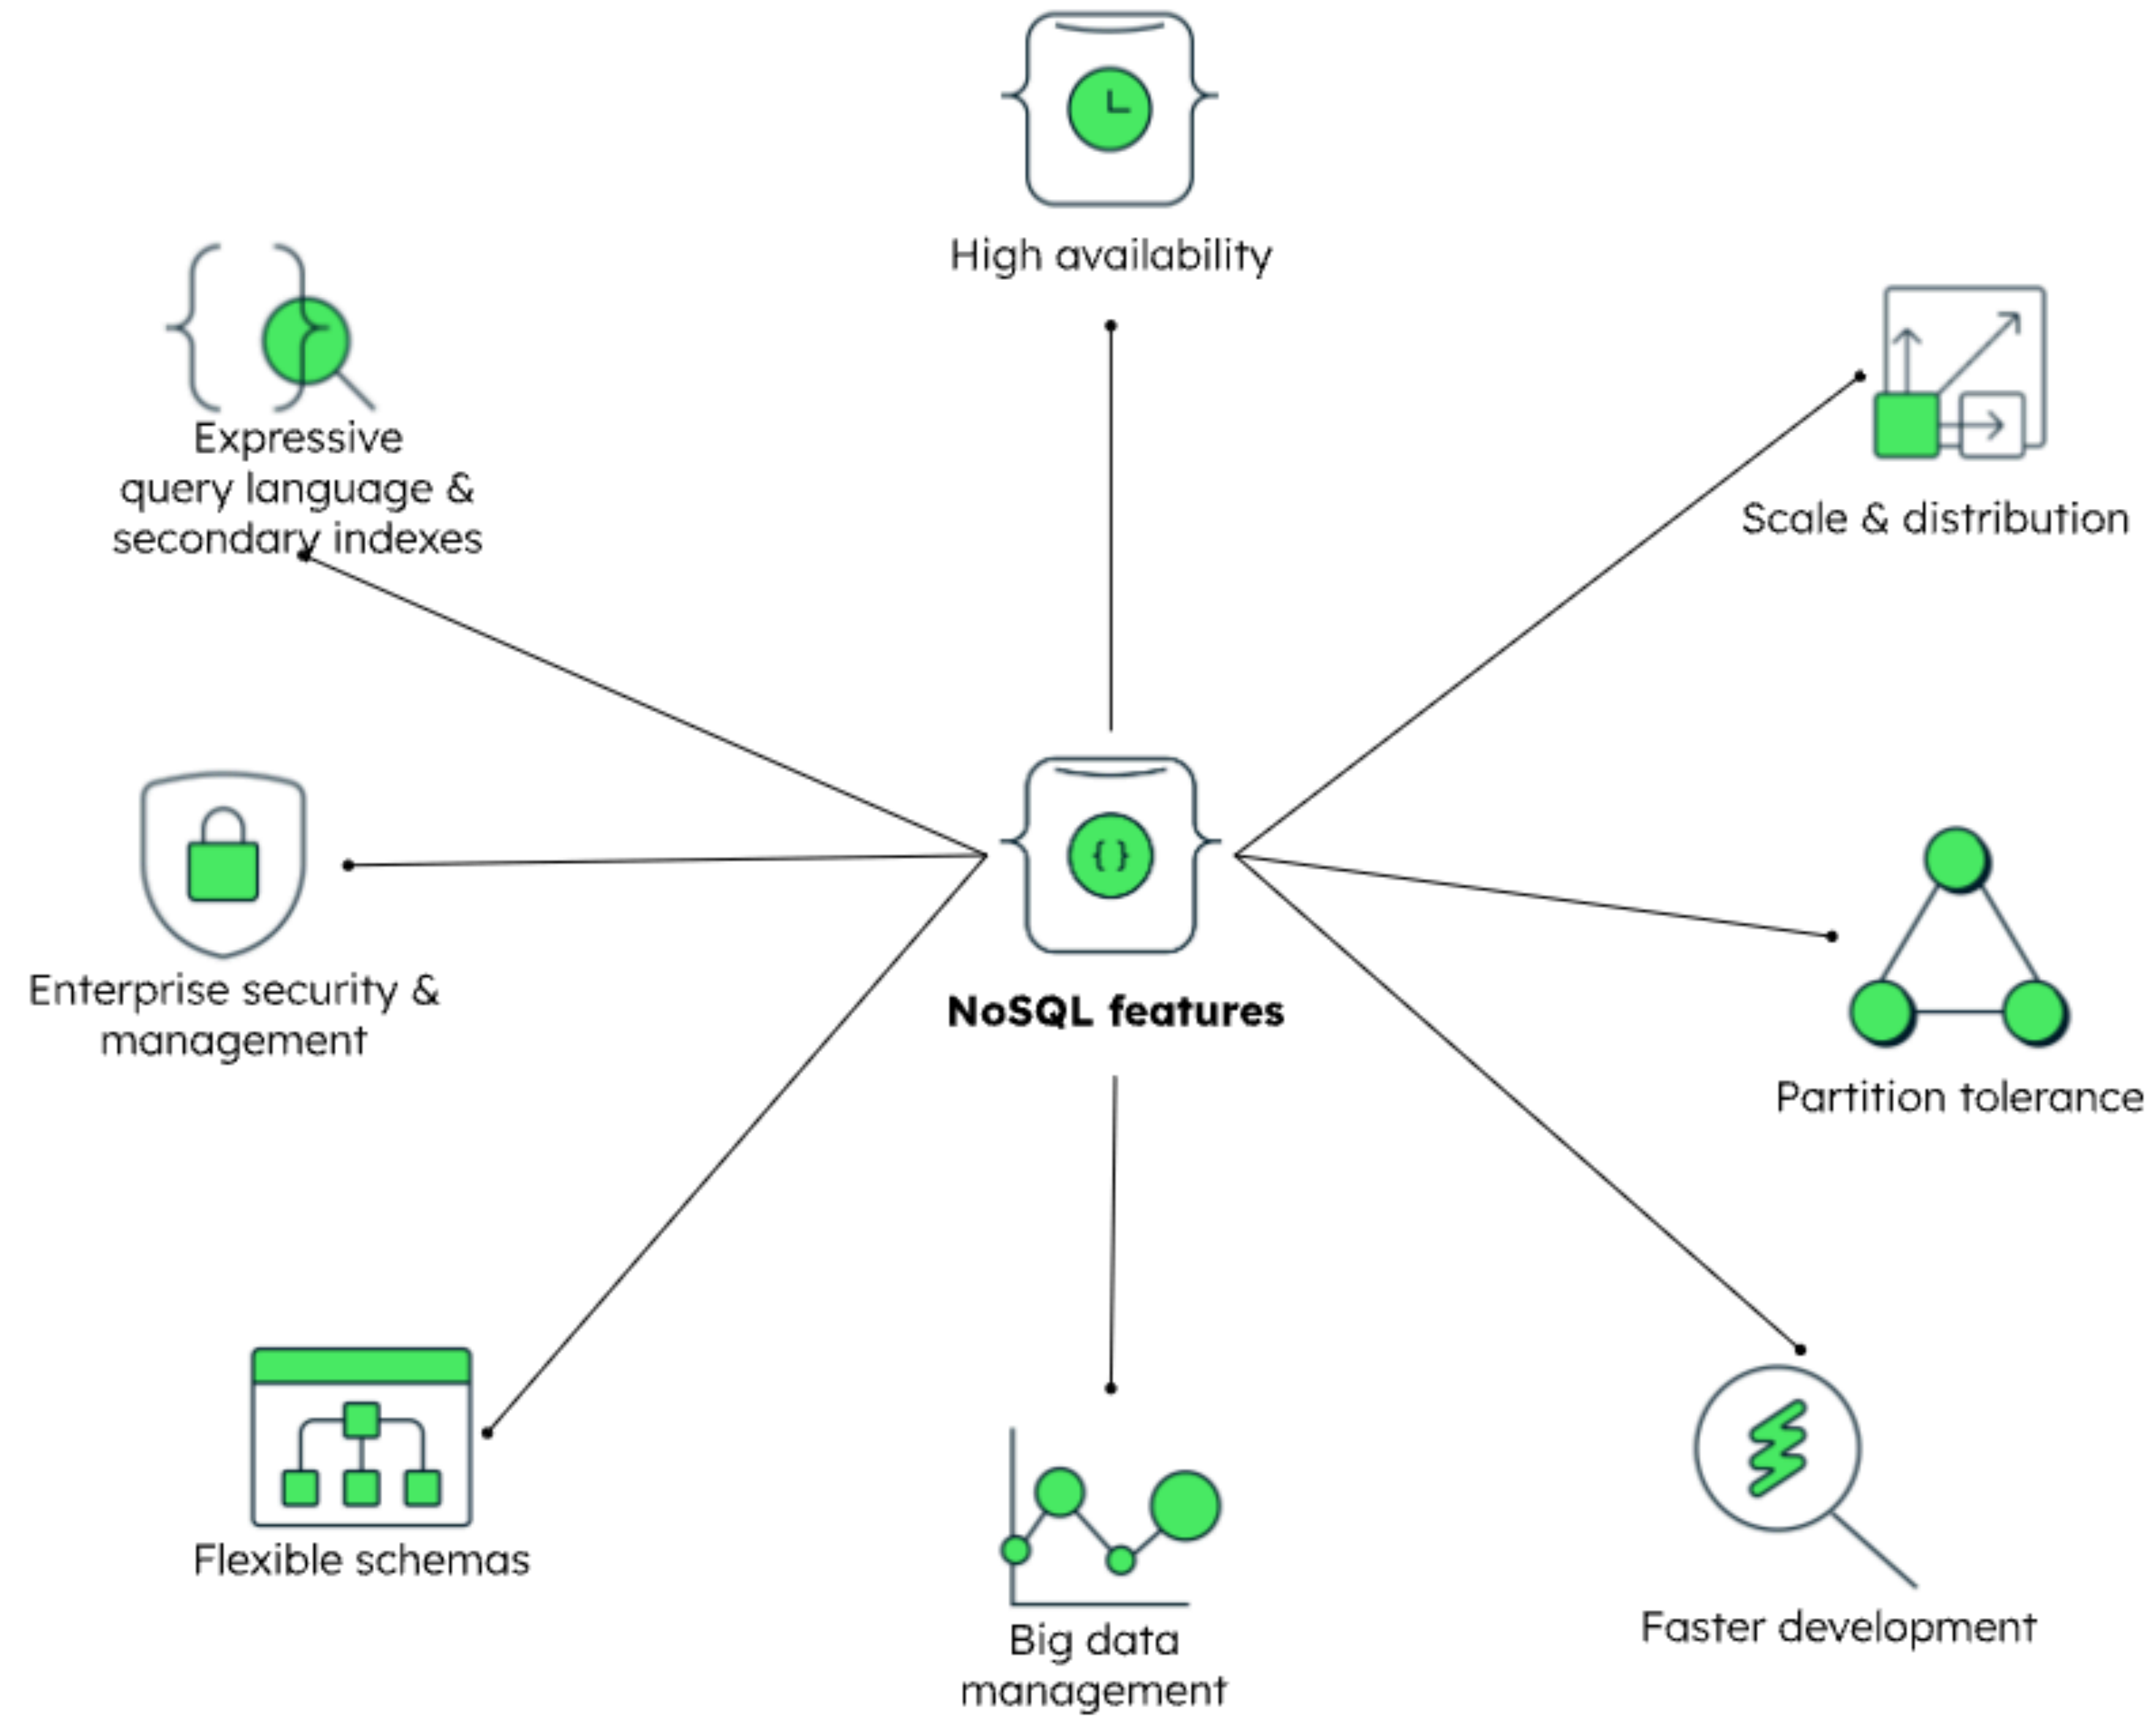 High availability
Expressive
query language &
secondary indexes
Scale & distribution
{ }
NoSQL features
Enterprise security &
management
Partition tolerance
Flexible schemas
Big data
management
Faster development